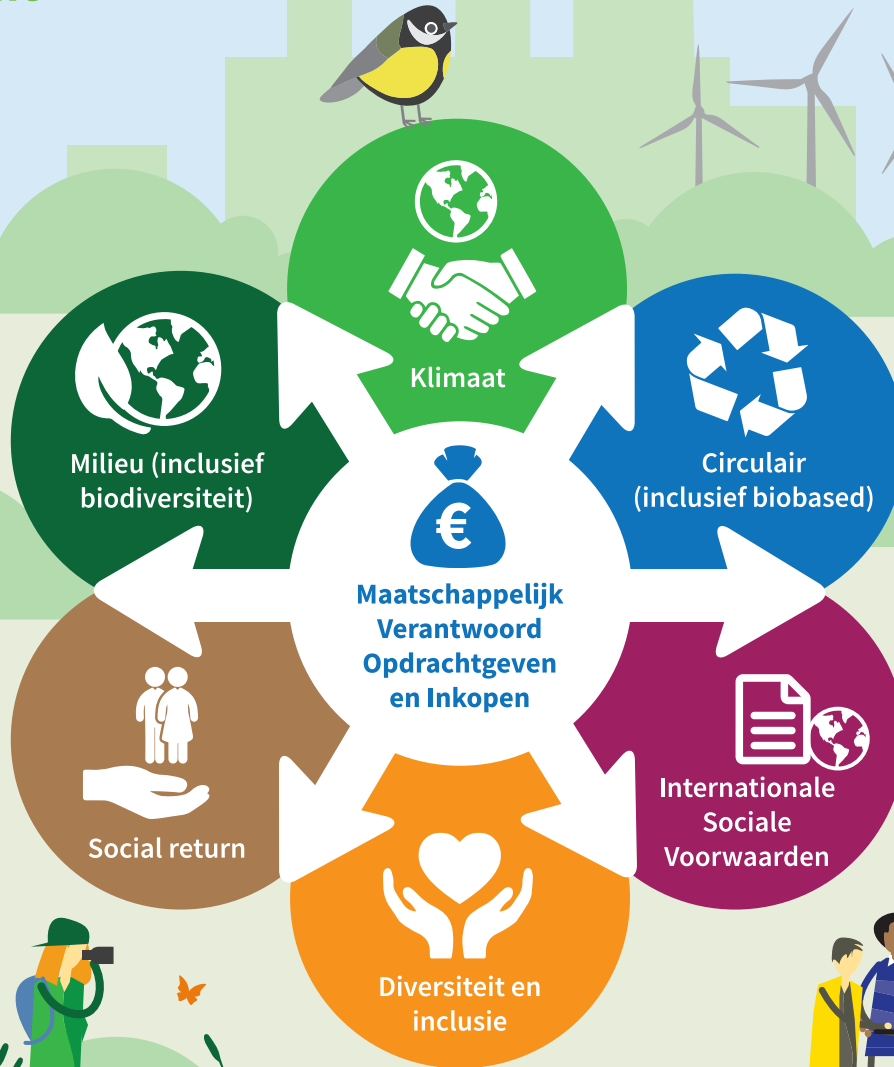 Klimaat
Milieu (inclusief
biodiversiteit)
Circulair
(inclusief biobased)
€
Maatschappelijk
Verantwoord
Opdrachtgeven
en Inkopen
Social return
Internationale
Sociale
Voorwaarden
Diversiteit en
inclusie